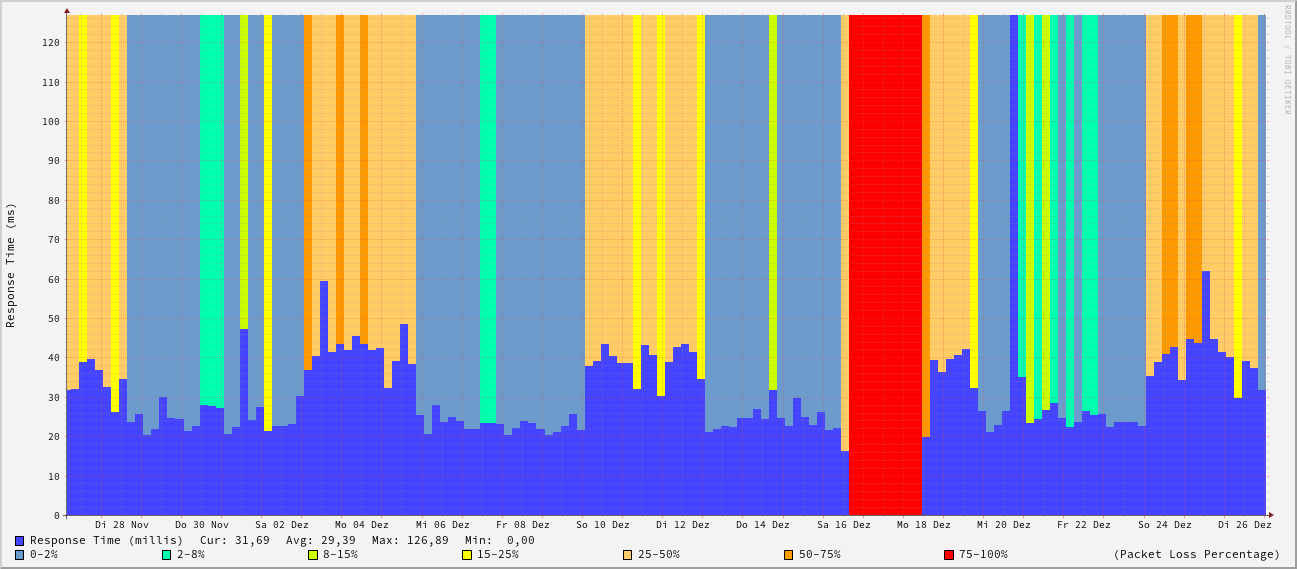 RRDTOOL / TOBI OETIKER
Response Time (ms)
120
110
100
90
80
70
60
50
40
30
20
10
0
Di 28 Nov Do 30 Nov Sa 02 Dez Mo 04 Dez Mi 06 Dez Fr 08 Dez So 10 Dez Di 12 Dez Do 14 Dez Sa 16 Dez Mo 18 Dez Mi 20 Dez Fr 22 Dez So 24 Dez Di 26 Dez
Response Time (millis) Cur: 31,69 Avg: 29,39 Max: 126,89 Min: 0,00
0-2% 2-8% 8-15% 15-25% 25-50% 50-75% 75-100% (Packet Loss Percentage)